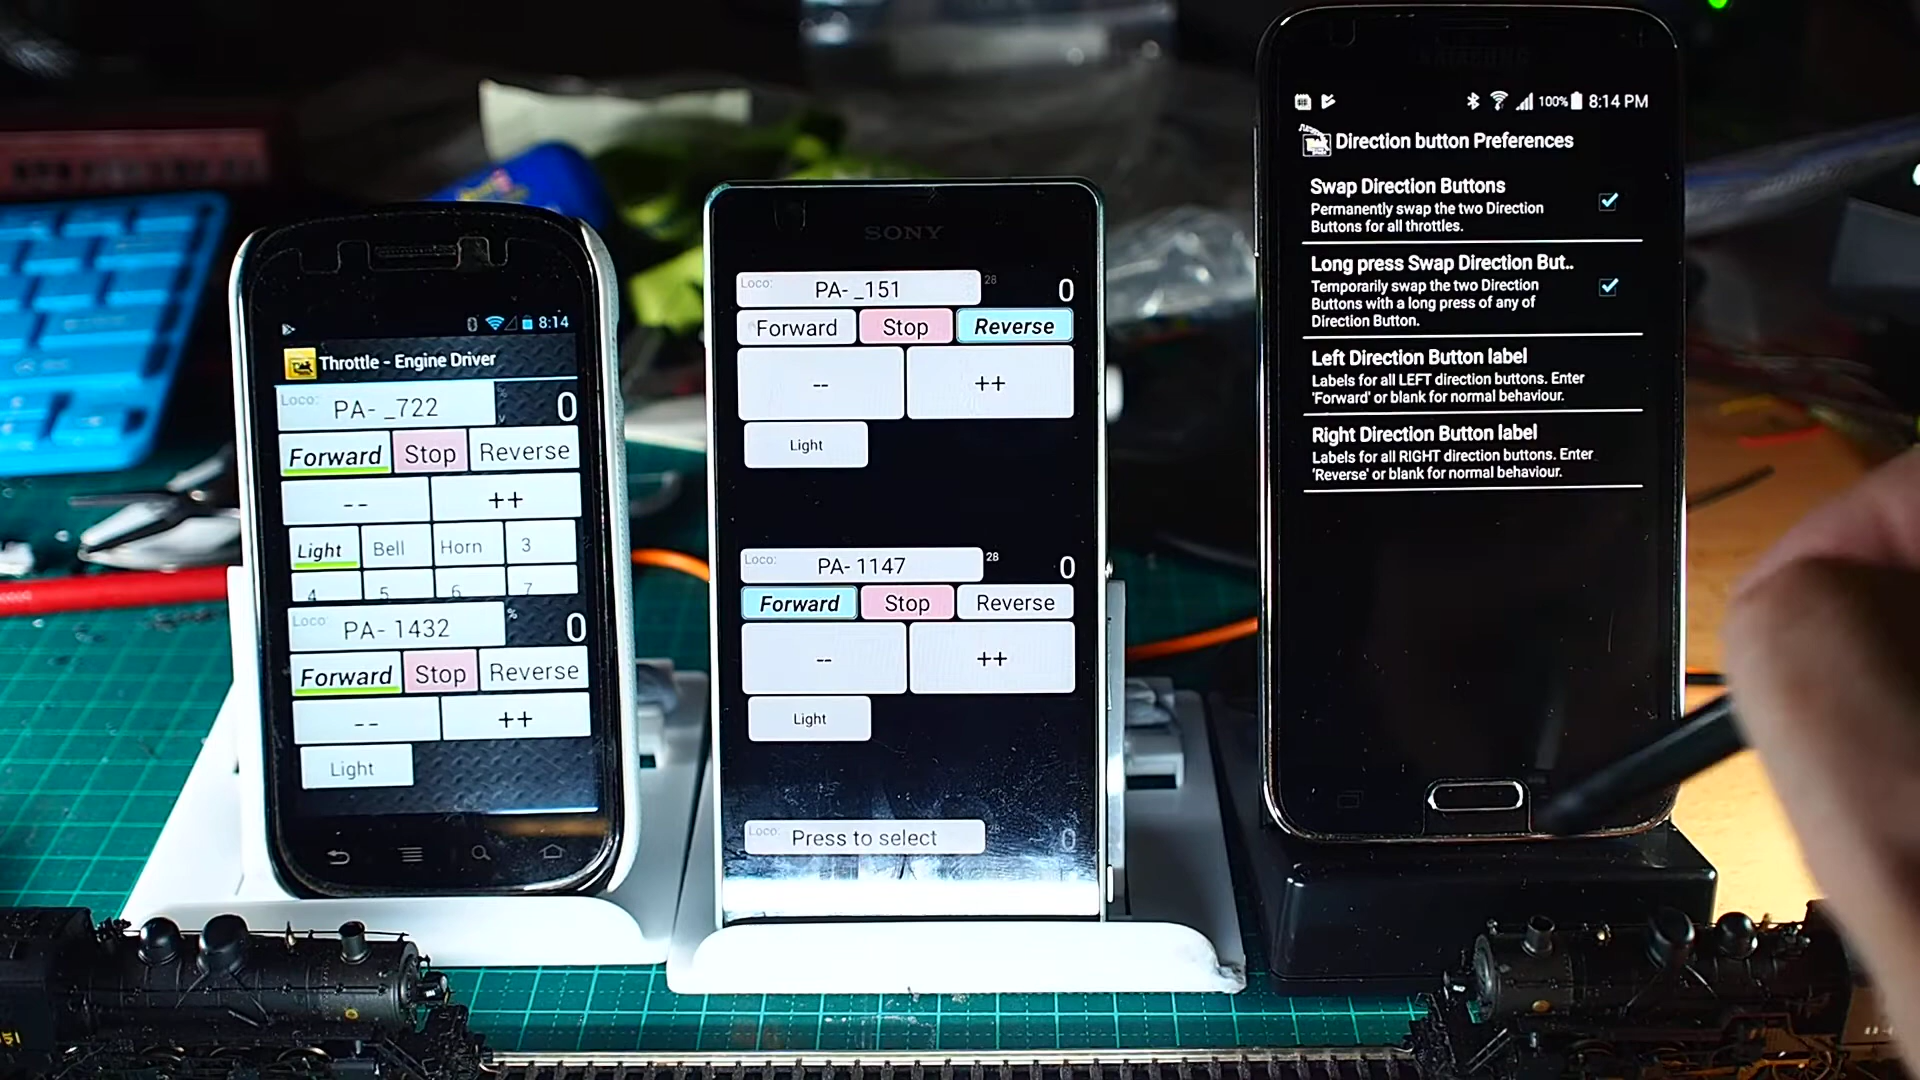 8:14
Throttle - Engine Driver
Loco: PA- _722
0
Forward Stop Reverse
-- ++
Light Bell Horn 3
4 5 6 7
Loco: PA- 1432 % 0
Forward Stop Reverse
-- ++
Light
SONY
Loco: PA- _151 28 0
Forward Stop Reverse
-- ++
Light
Loco: PA- 1147 28 0
Forward Stop Reverse
-- ++
Light
Loco: Press to select 28 0
SAMSUNG
100% 8:14 PM
Direction button Preferences
Swap Direction Buttons
Permanently swap the two Direction
Buttons for all throttles.
Long press Swap Direction But..
Temporarily swap the two Direction
Buttons with a long press of any of
Direction Button.
Left Direction Button label
Labels for all LEFT direction buttons. Enter
'Forward' or blank for normal behaviour.
Right Direction Button label
Labels for all RIGHT direction buttons. Enter
'Reverse' or blank for normal behaviour.